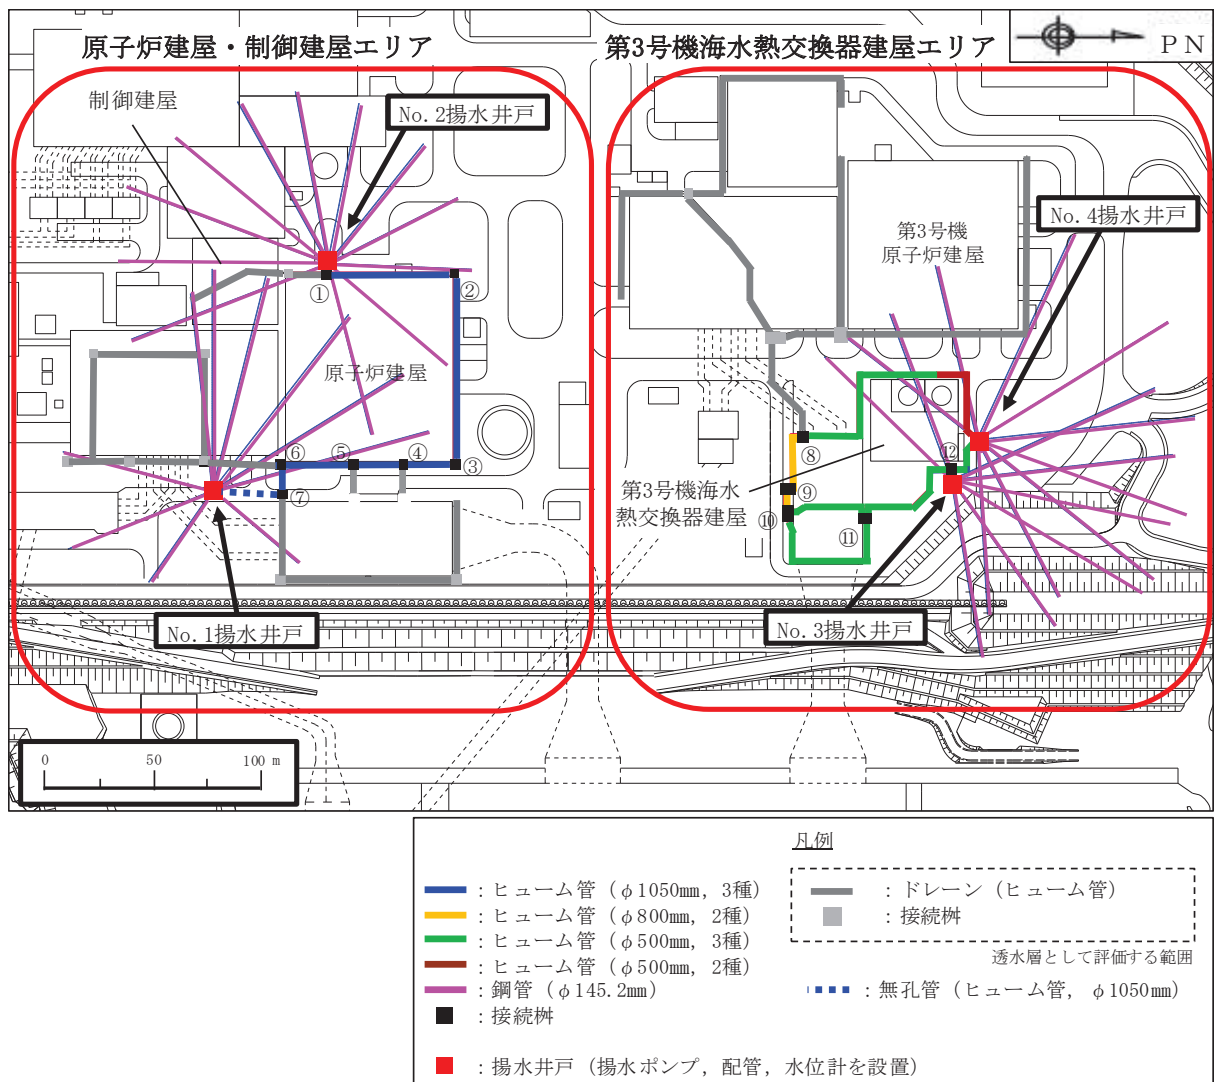 原子炉建屋・制御建屋エリア
第3号機海水熱交換器建屋エリア
PN
制御建屋
No.2揚水井戸
No.4揚水井戸
第3号機
原子炉建屋
①
②
原子炉建屋
⑥
⑤
④
③
⑦
⑧
⑫
第3号機海水
熱交換器建屋
⑨
⑩
⑪
No.1揚水井戸
No.3揚水井戸
0 50 100 m
凡例
：ヒューム管（φ1050mm，3種）
：ヒューム管（φ800mm，2種）
：ヒューム管（φ500mm，3種）
：ヒューム管（φ500mm，2種）
：鋼管（φ145.2mm）
：接続桝
：揚水井戸（揚水ポンプ，配管，水位計を設置）
：ドレーン（ヒューム管）
：接続桝
透水層として評価する範囲
：無孔管（ヒューム管，φ1050mm）